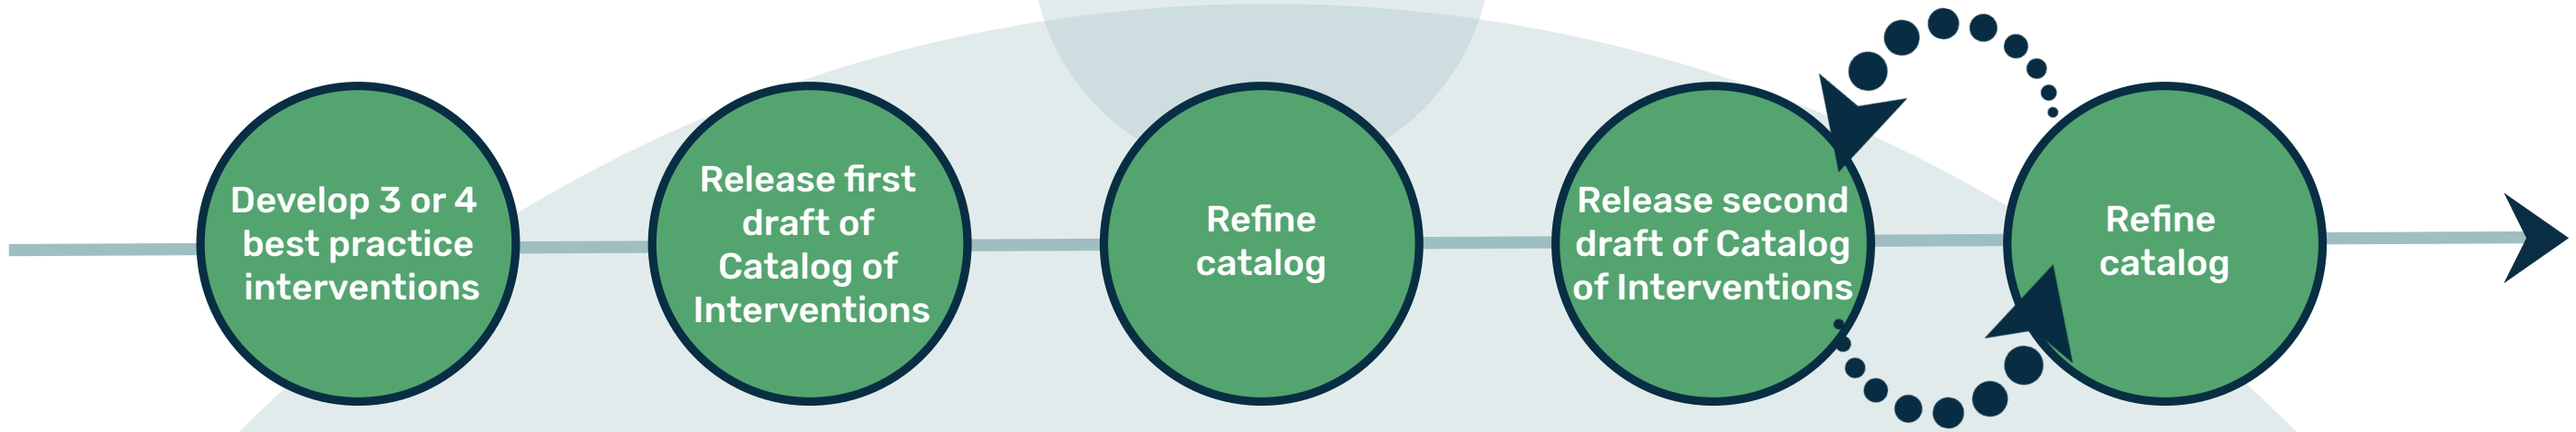 Develop 3 or 4
best practice
interventions
Release first
draft of
Catalog of
Interventions
Refine
catalog
Release second
draft of Catalog
of Interventions
Refine
catalog